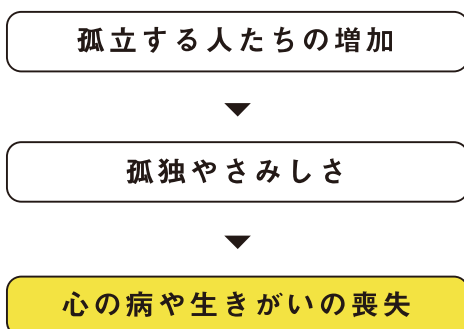 孤立する人たちの増加
孤独やさみしさ
心の病や生きがいの喪失